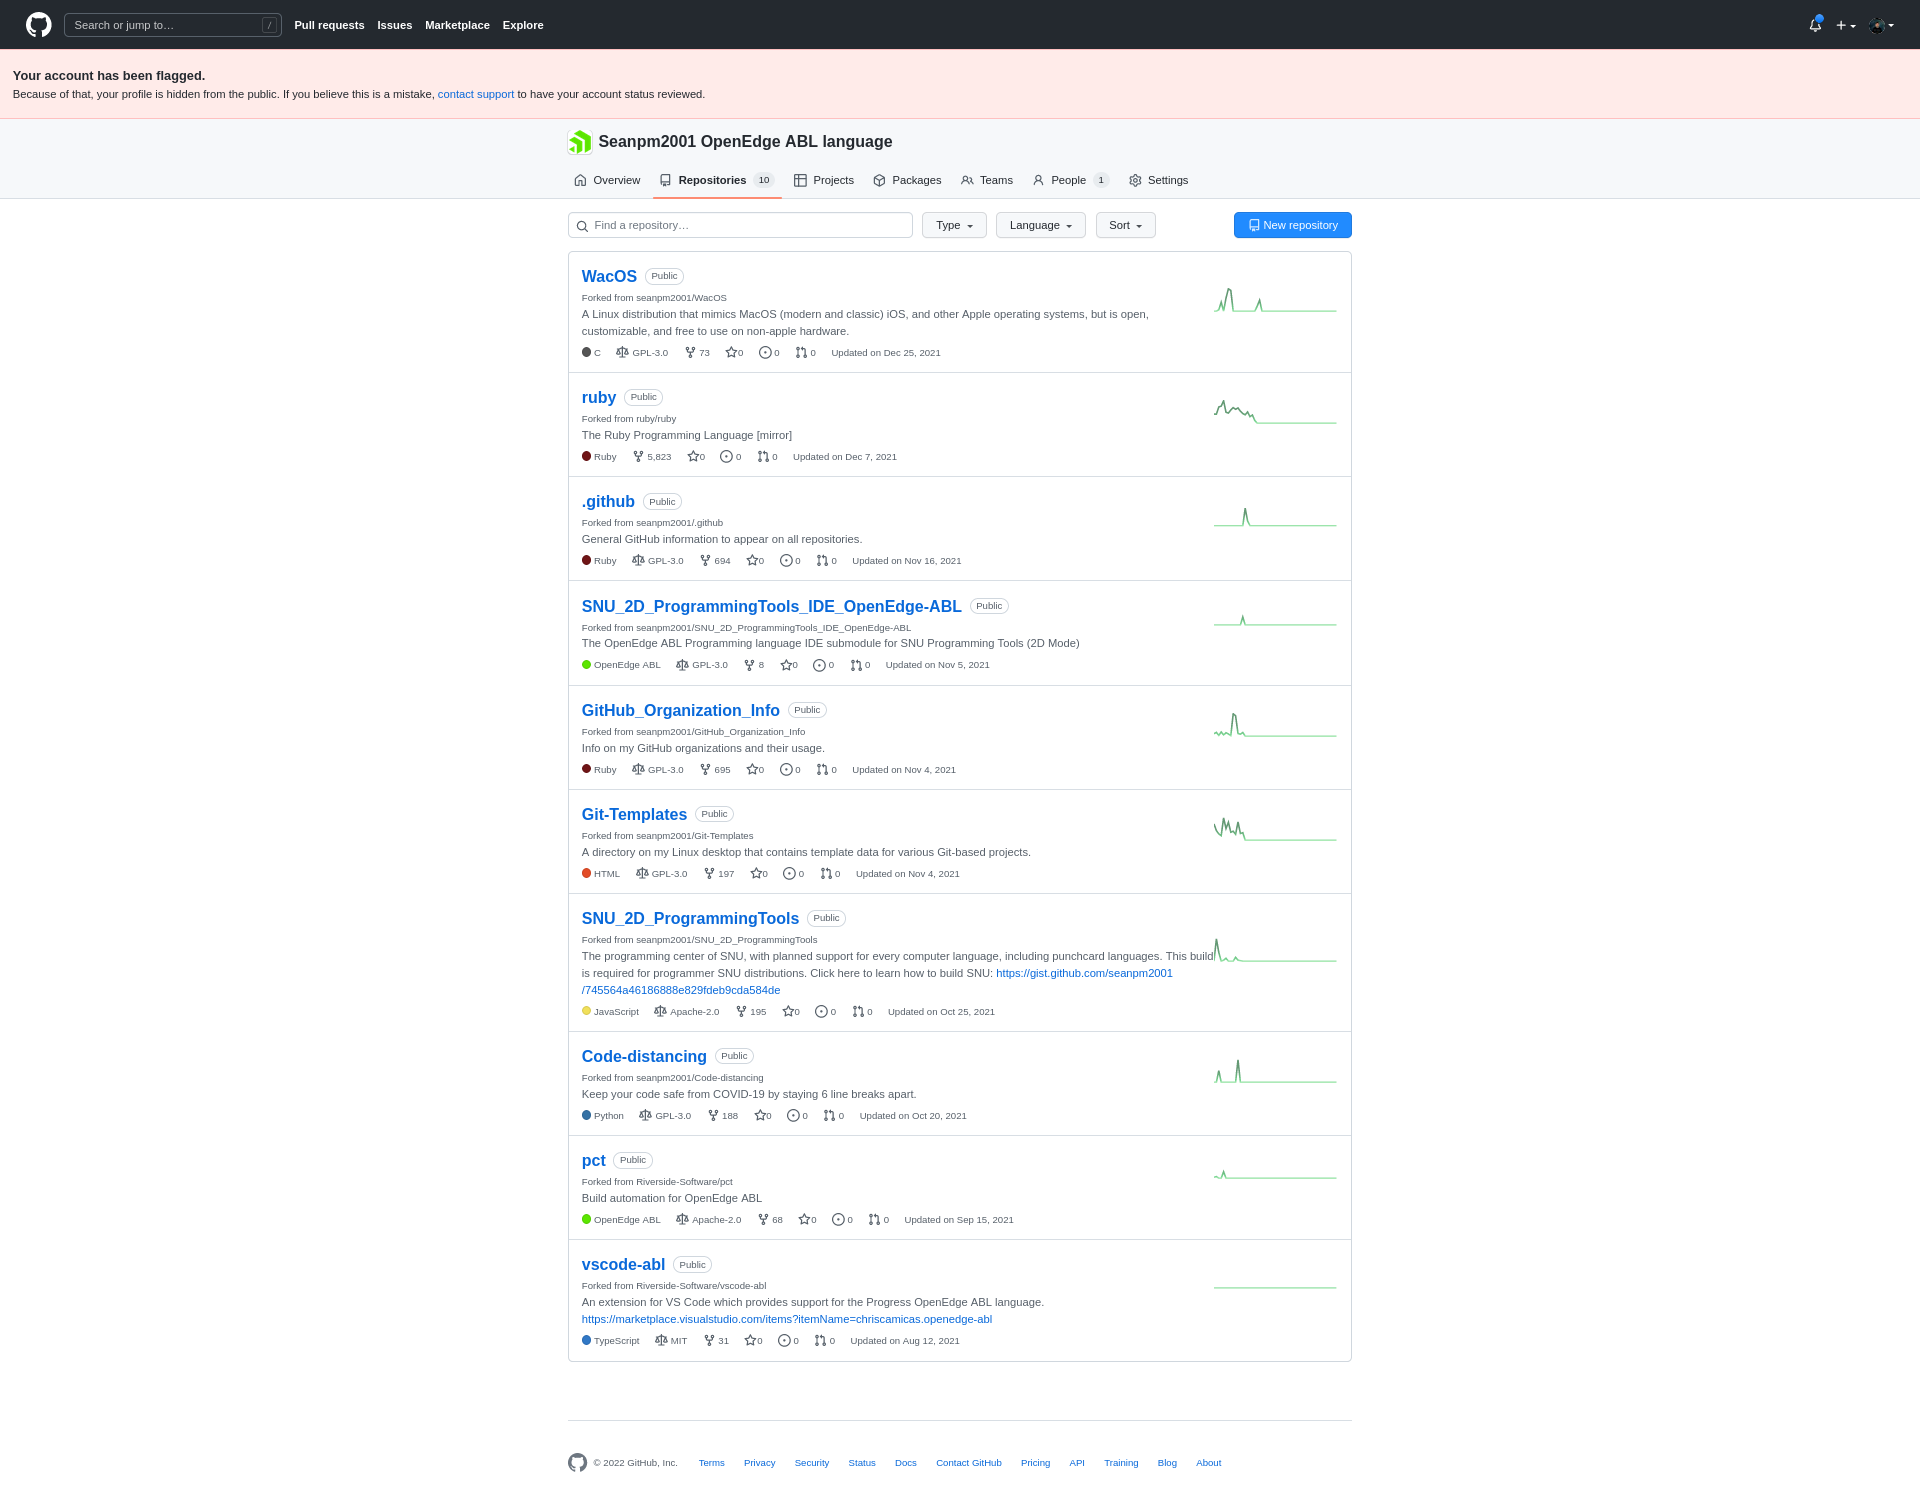 Search or jump to… /
Pull requests Issues Marketplace Explore
Your account has been flagged.
Because of that, your profile is hidden from the public. If you believe this is a mistake, contact support to have your account status reviewed.
Seanpm2001 OpenEdge ABL language
Overview Repositories 10 Projects Packages Teams People 1 Settings
Find a repository… Type Language Sort New repository
WacOS Public
Forked from seanpm2001/WacOS
A Linux distribution that mimics MacOS (modern and classic) iOS, and other Apple operating systems, but is open,
customizable, and free to use on non-apple hardware.
C GPL-3.0 73 0 0 0 Updated on Dec 25, 2021
ruby Public
Forked from ruby/ruby
The Ruby Programming Language [mirror]
Ruby 5,823 0 0 0 Updated on Dec 7, 2021
.github Public
Forked from seanpm2001/.github
General GitHub information to appear on all repositories.
Ruby GPL-3.0 694 0 0 0 Updated on Nov 16, 2021
SNU_2D_ProgrammingTools_IDE_OpenEdge-ABL Public
Forked from seanpm2001/SNU_2D_ProgrammingTools_IDE_OpenEdge-ABL
The OpenEdge ABL Programming language IDE submodule for SNU Programming Tools (2D Mode)
OpenEdge ABL GPL-3.0 8 0 0 0 Updated on Nov 5, 2021
GitHub_Organization_Info Public
Forked from seanpm2001/GitHub_Organization_Info
Info on my GitHub organizations and their usage.
Ruby GPL-3.0 695 0 0 0 Updated on Nov 4, 2021
Git-Templates Public
Forked from seanpm2001/Git-Templates
A directory on my Linux desktop that contains template data for various Git-based projects.
HTML GPL-3.0 197 0 0 0 Updated on Nov 4, 2021
SNU_2D_ProgrammingTools Public
Forked from seanpm2001/SNU_2D_ProgrammingTools
The programming center of SNU, with planned support for every computer language, including punchcard languages. This build
is required for programmer SNU distributions. Click here to learn how to build SNU: https://gist.github.com/seanpm2001
/745564a46186888e829fdeb9cda584de
JavaScript Apache-2.0 195 0 0 0 Updated on Oct 25, 2021
Code-distancing Public
Forked from seanpm2001/Code-distancing
Keep your code safe from COVID-19 by staying 6 line breaks apart.
Python GPL-3.0 188 0 0 0 Updated on Oct 20, 2021
pct Public
Forked from Riverside-Software/pct
Build automation for OpenEdge ABL
OpenEdge ABL Apache-2.0 68 0 0 0 Updated on Sep 15, 2021
vscode-abl Public
Forked from Riverside-Software/vscode-abl
An extension for VS Code which provides support for the Progress OpenEdge ABL language.
https://marketplace.visualstudio.com/items?itemName=chriscamicas.openedge-abl
TypeScript MIT 31 0 0 0 Updated on Aug 12, 2021
© 2022 GitHub, Inc. Terms Privacy Security Status Docs Contact GitHub Pricing API Training Blog About